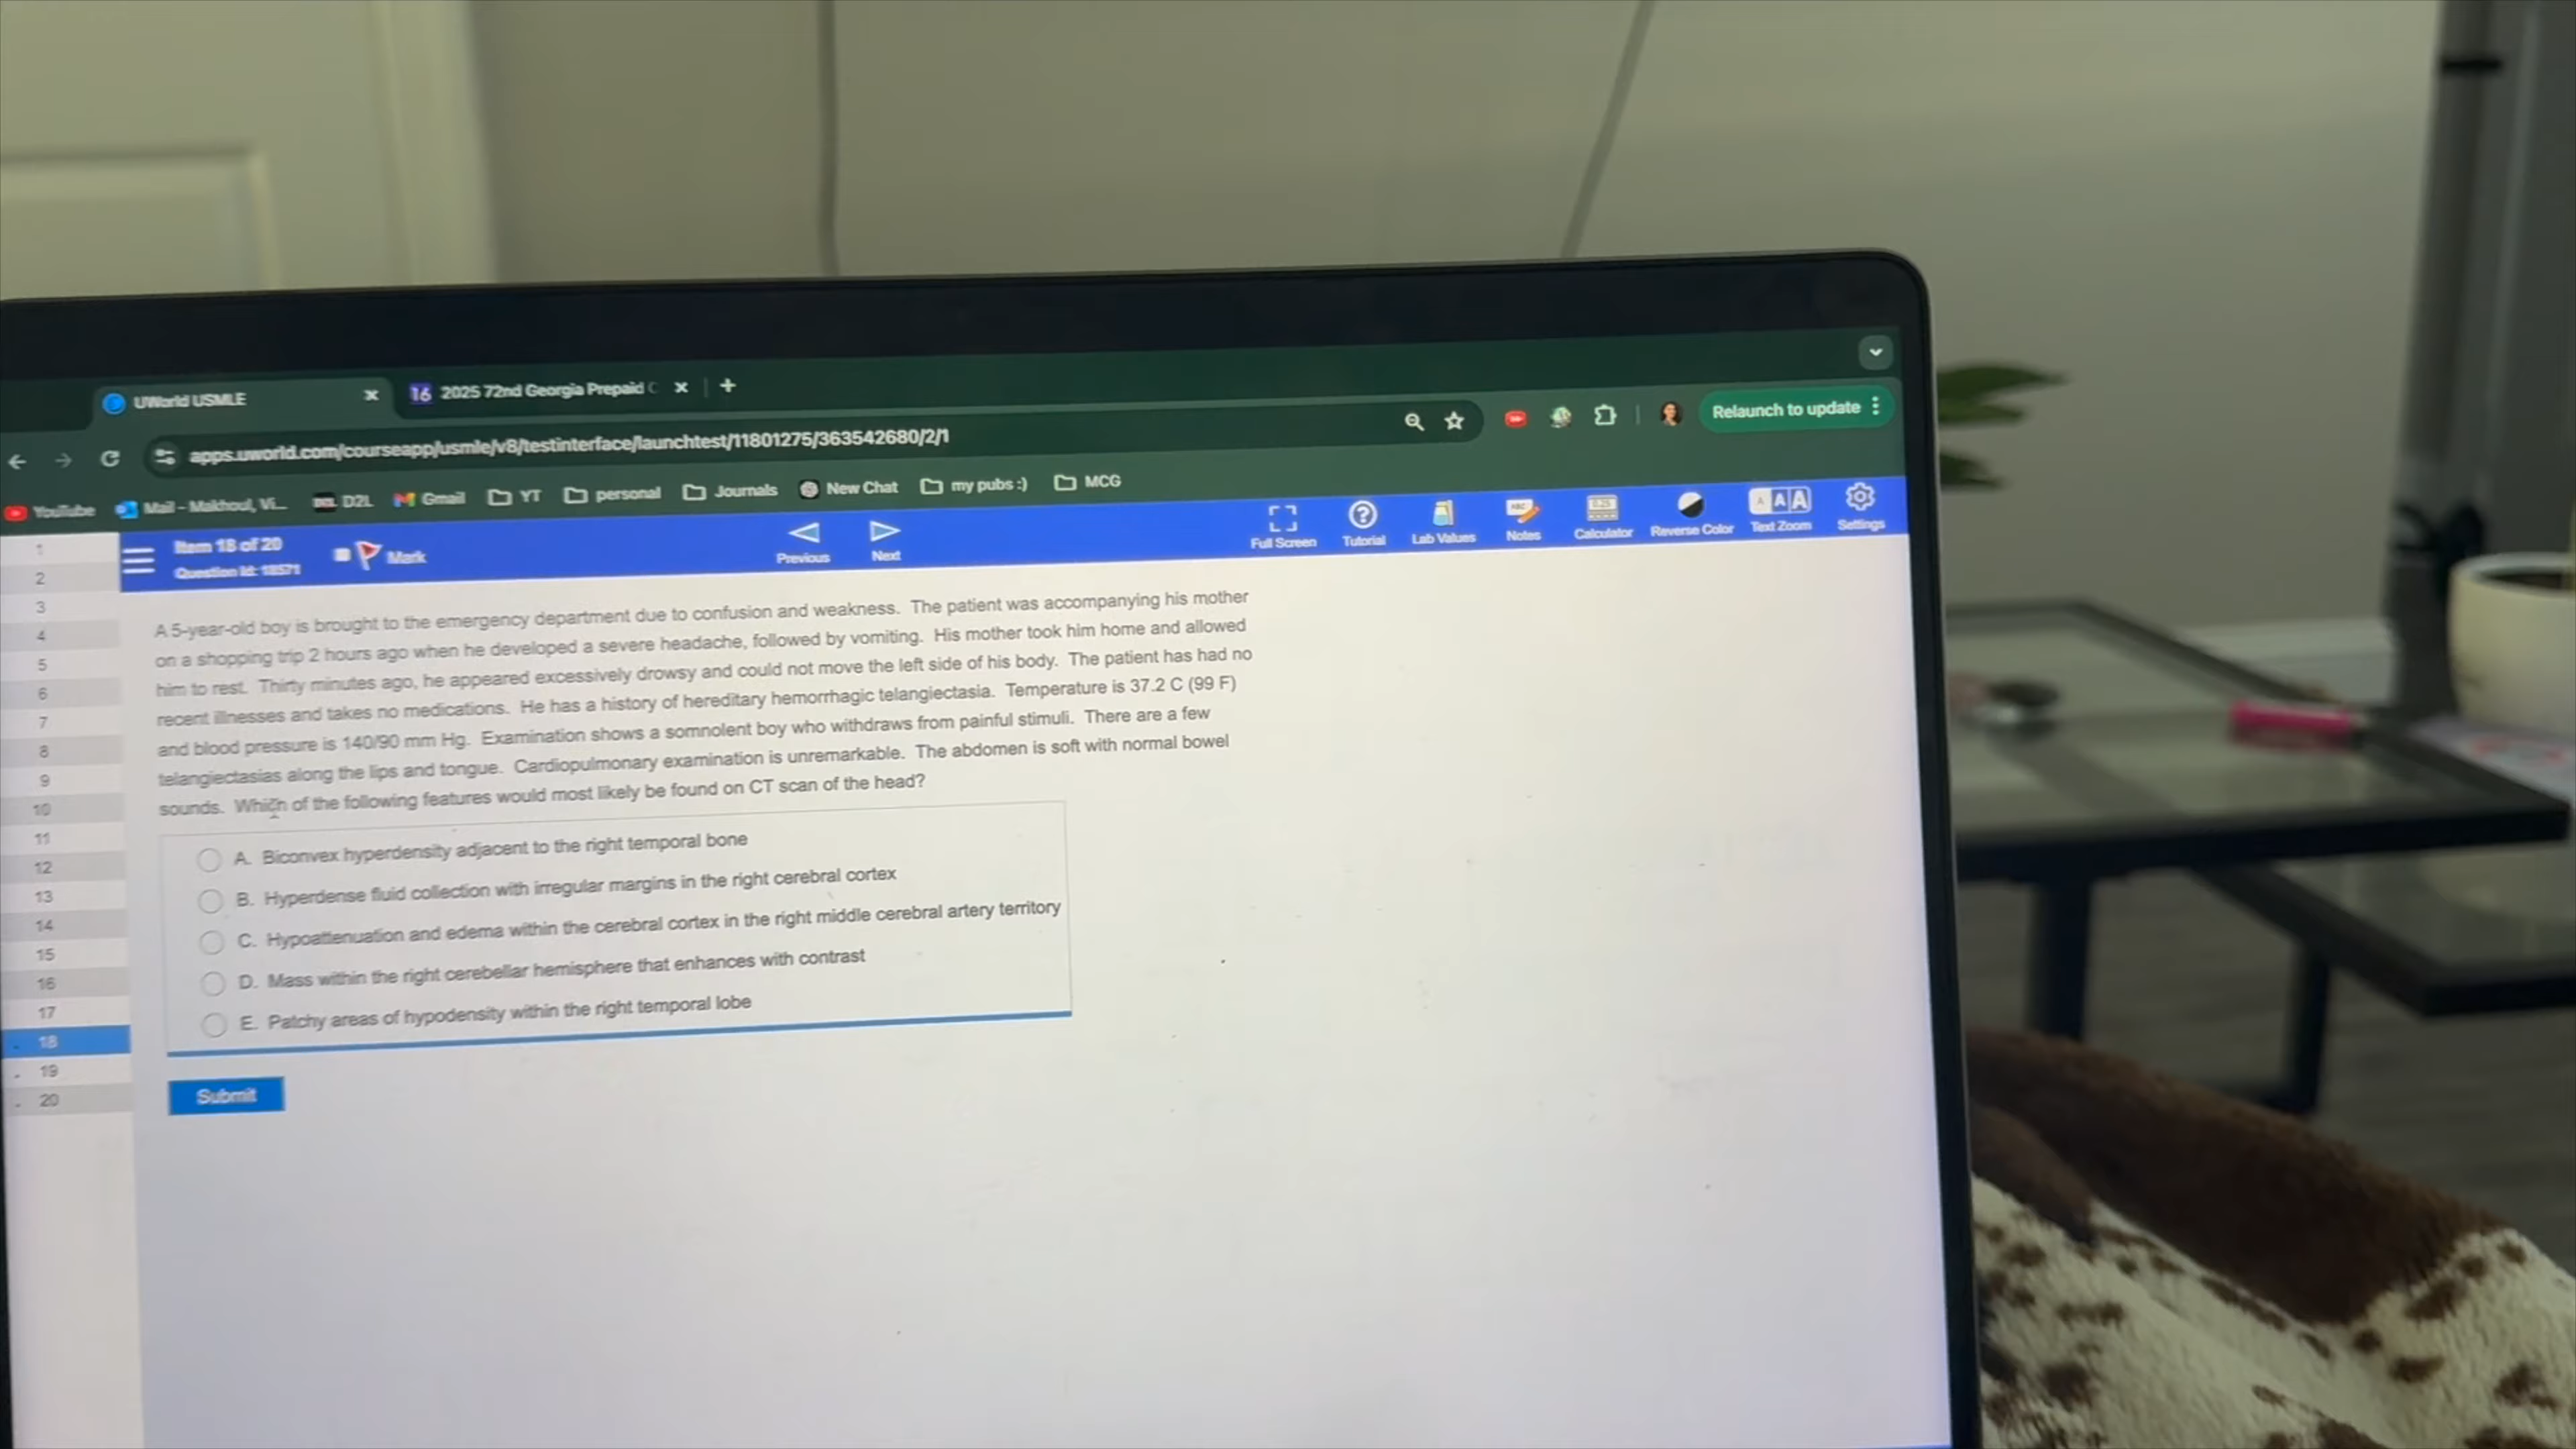 UWorld USMLE
16 2025 72nd Georgia Prepaid C
apps.uworld.com/courseapp/usmle/v8/testinterface/launchtest/11801275/363542680/2/1
Relaunch to update
YouTube Mail - Makhoul, Vi... D2L Gmail YT personal Journals New Chat my pubs :) MCG
Item 18 of 20
Question Id: 18571
Mark
Previous
Next
Full Screen
Tutorial
Lab Values
Notes
Calculator
Reverse Color
A A A
Text Zoom
Settings
1
2
3
4
5
6
7
8
9
10
11
12
13
14
15
16
17
18
19
20
A 5-year-old boy is brought to the emergency department due to confusion and weakness. The patient was accompanying his mother
on a shopping trip 2 hours ago when he developed a severe headache, followed by vomiting. His mother took him home and allowed
him to rest. Thirty minutes ago, he appeared excessively drowsy and could not move the left side of his body. The patient has had no
recent illnesses and takes no medications. He has a history of hereditary hemorrhagic telangiectasia. Temperature is 37.2 C (99 F)
and blood pressure is 140/90 mm Hg. Examination shows a somnolent boy who withdraws from painful stimuli. There are a few
telangiectasias along the lips and tongue. Cardiopulmonary examination is unremarkable. The abdomen is soft with normal bowel
sounds. Which of the following features would most likely be found on CT scan of the head?
A. Biconvex hyperdensity adjacent to the right temporal bone
B. Hyperdense fluid collection with irregular margins in the right cerebral cortex
C. Hypoattenuation and edema within the cerebral cortex in the right middle cerebral artery territory
D. Mass within the right cerebellar hemisphere that enhances with contrast
E. Patchy areas of hypodensity within the right temporal lobe
Submit